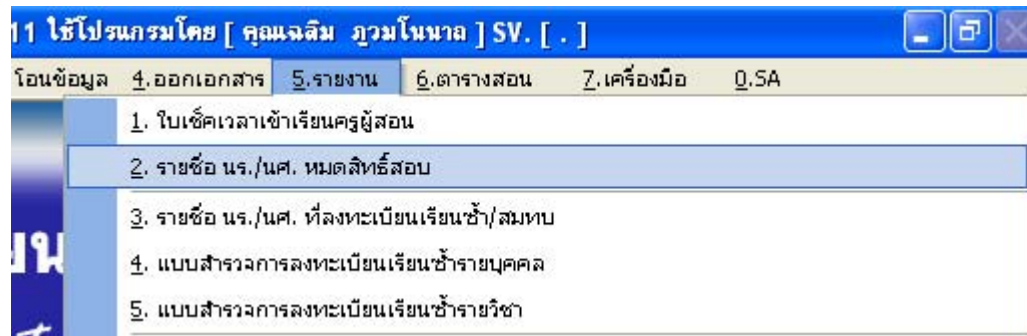 11 ใช้โปรแกรมโดย [ คุณเฉลิม ภูวมโนนาถ ] SV. [ . ]
โอนข้อมูล 4.ออกเอกสาร 5.รายงาน 6.ตารางสอน 7.เครื่องมือ 0.SA
1. ใบเช็คเวลาเข้าเรียนครูผู้สอน
2. รายชื่อ นร./นศ. หมดสิทธิ์สอบ
3. รายชื่อ นร./นศ. ที่ลงทะเบียนเรียนซ้ำ/สมทบ
4. แบบสำรวจการลงทะเบียนเรียนซ้ำรายบุคคล
5. แบบสำรวจการลงทะเบียนเรียนซ้ำรายวิชา